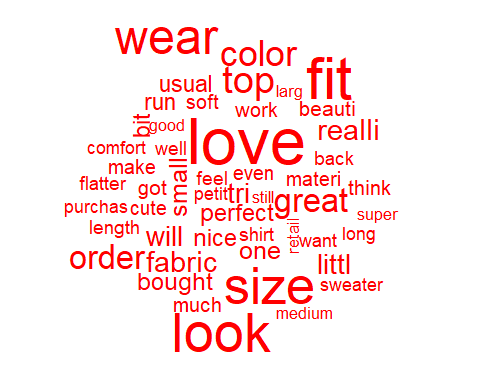 wear
color
fit
usual
top
larg
run
soft
work
beauti
bit
good
love
realli
comfort
well
back
make
small
feel
even
materi
think
flatter
got
petit
tri
still
great
purchas
cute
perfect
super
length
will
nice
shirt
retail
want
long
order
fabric
one
littl
bought
size
sweater
much
medium
look